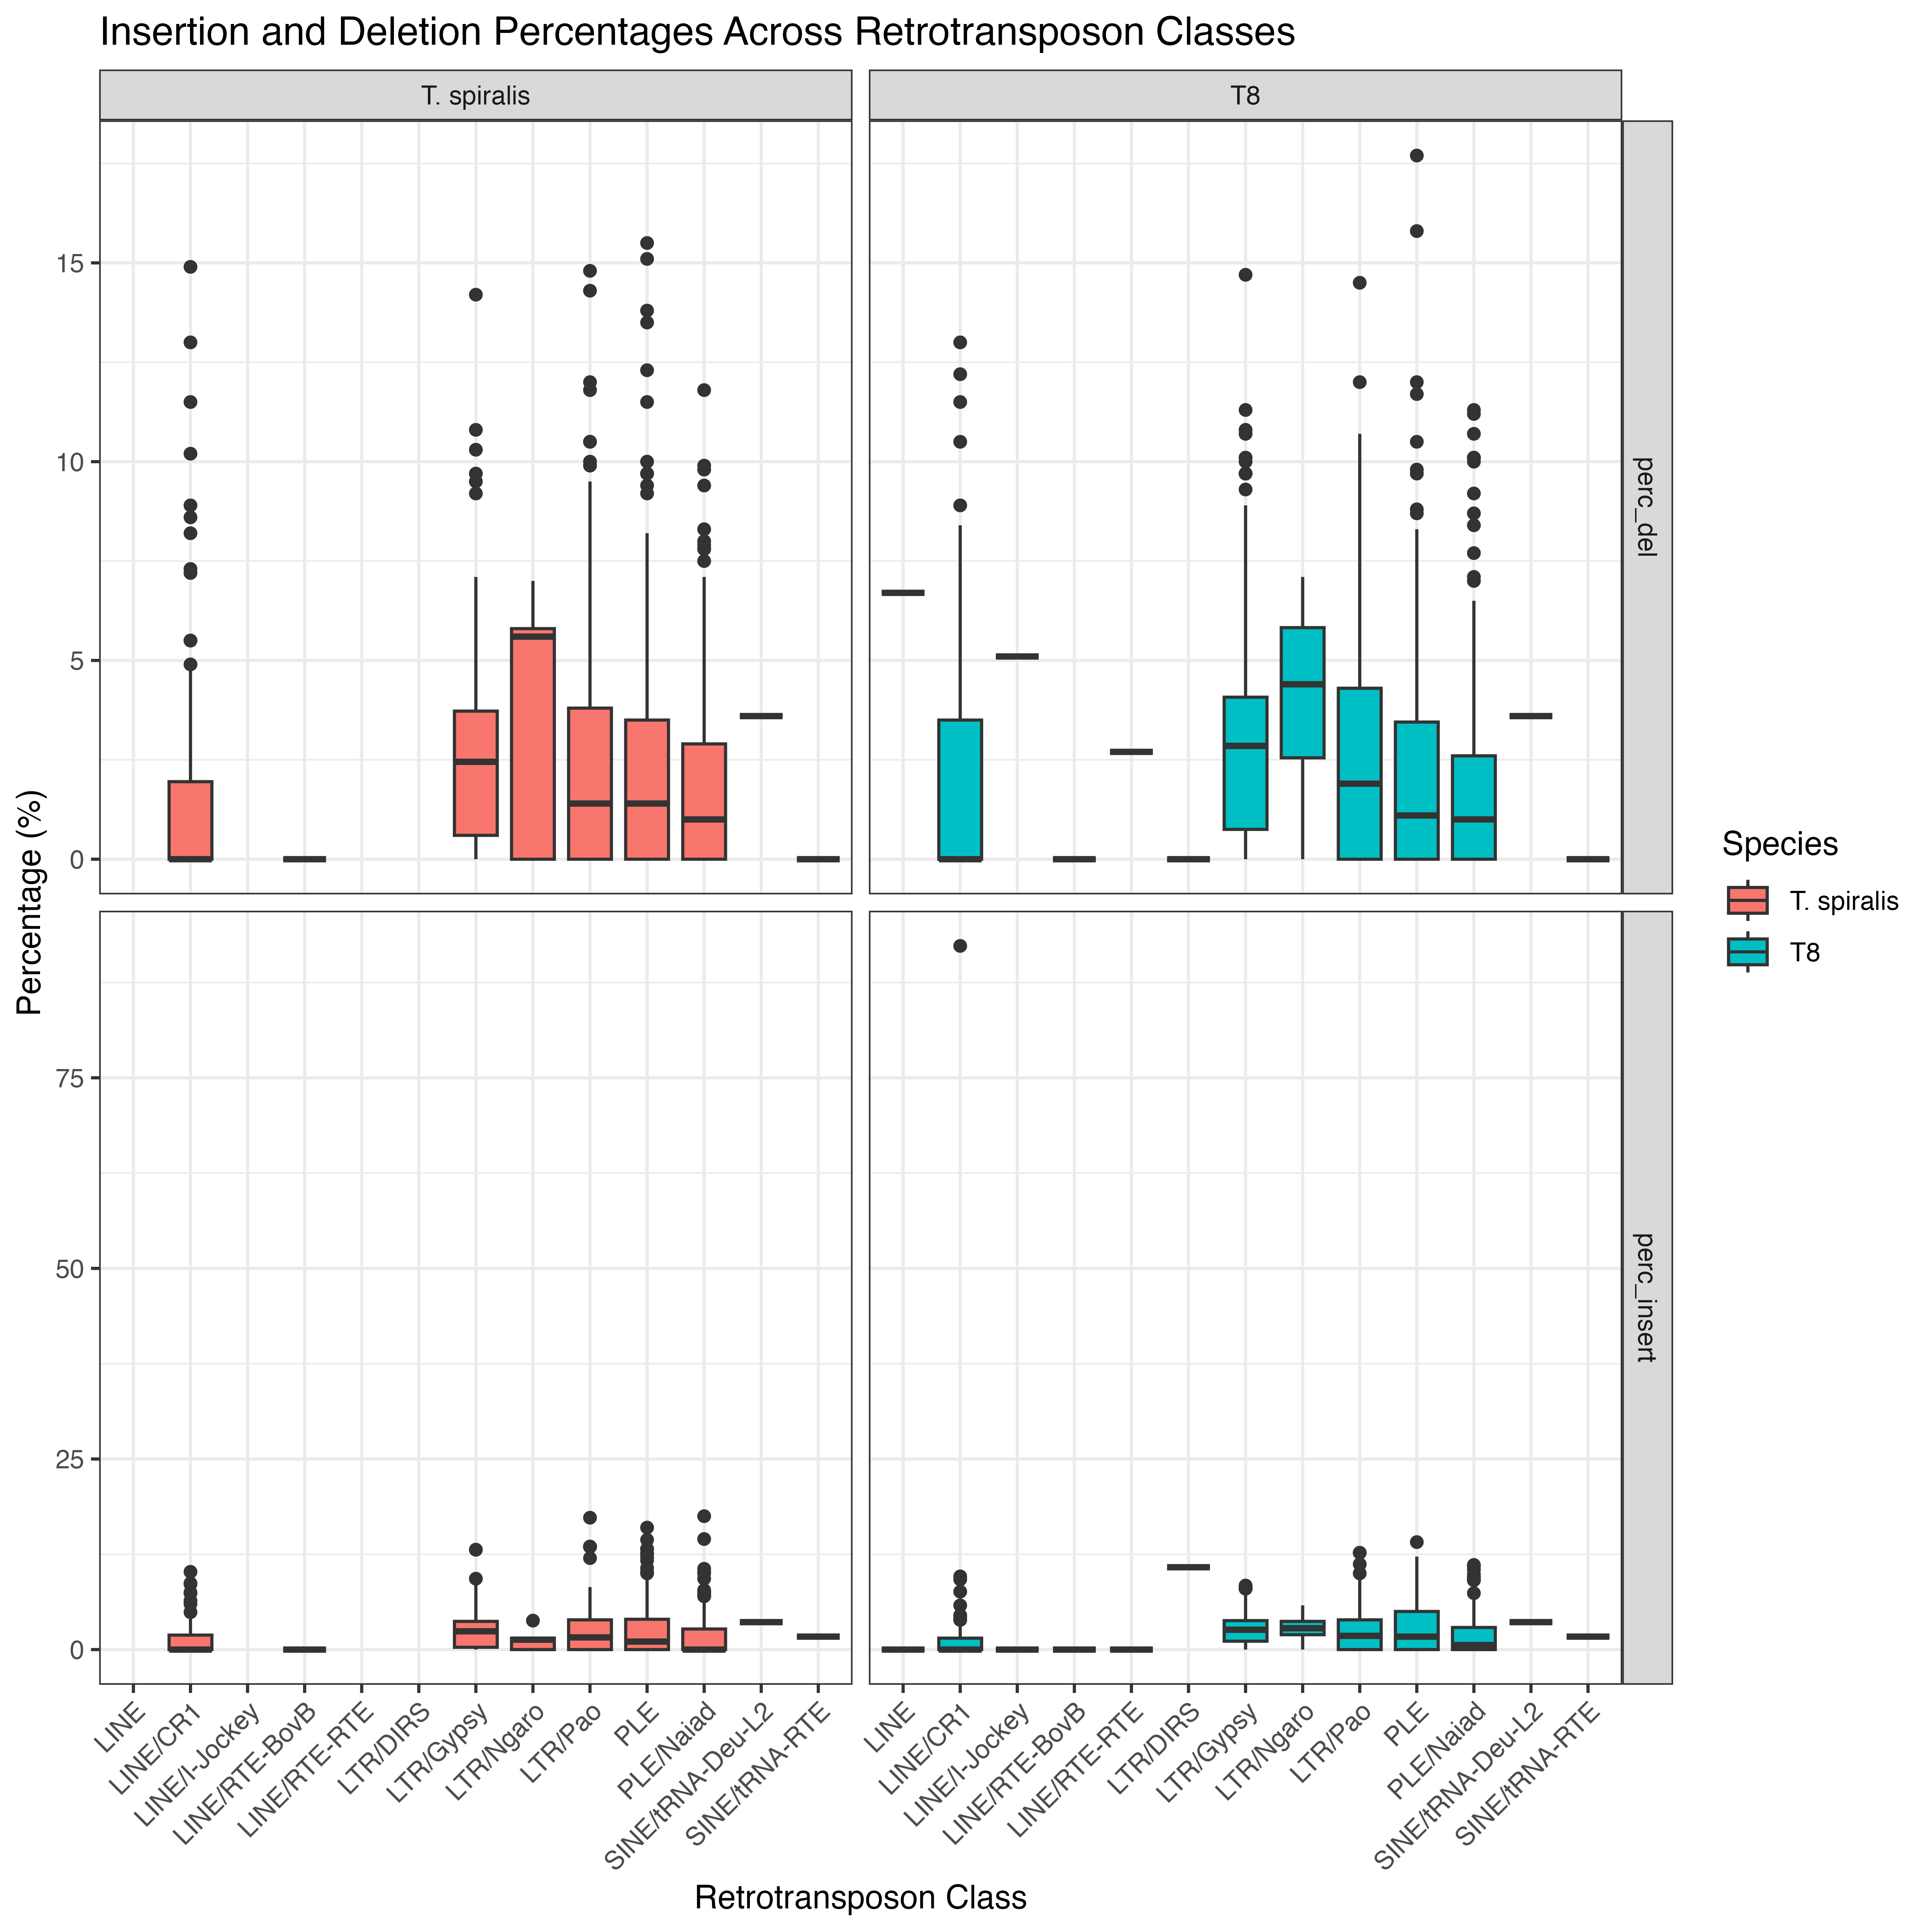 Insertion and Deletion Percentages Across Retrotransposon Classes
T. spiralis
T8
15
10
5
0
perc_del
75
50
25
0
perc_insert
Percentage (%)
LINE
LINE/CR1
LINE/I-Jockey
LINE/RTE-BovB
LINE/RTE-RTE
LTR/DIRS
LTR/Gypsy
LTR/Ngaro
LTR/Pao
PLE
PLE/Naiad
SINE/tRNA-Deu-L2
SINE/tRNA-RTE
LINE
LINE/CR1
LINE/I-Jockey
LINE/RTE-BovB
LINE/RTE-RTE
LTR/DIRS
LTR/Gypsy
LTR/Ngaro
LTR/Pao
PLE
PLE/Naiad
SINE/tRNA-Deu-L2
SINE/tRNA-RTE
Retrotransposon Class
Species
T. spiralis
T8